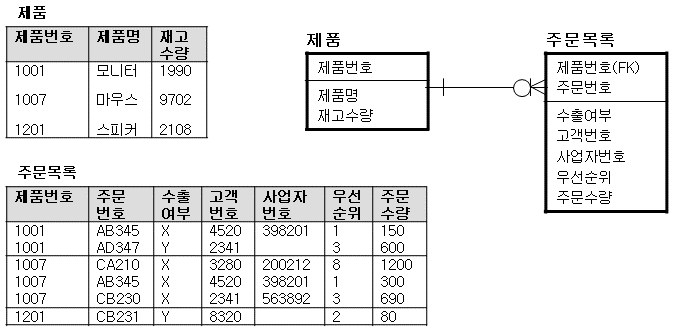 제품
제품번호 제품명 재고수량
1001 모니터 1990
1007 마우스 9702
1201 스피커 2108
제품
제품번호
제품명
재고수량
주문목록
제품번호(FK)
주문번호
수출여부
고객번호
사업자번호
우선순위
주문수량
주문목록
제품번호 주문번호 수출여부 고객번호 사업자번호 우선순위 주문수량
1001 AB345 X 4520 398201 1 150
1001 AD347 Y 2341 3 600
1007 CA210 X 3280 200212 8 1200
1007 AB345 X 4520 398201 1 300
1007 CB230 X 2341 563892 3 690
1201 CB231 Y 8320 2 80